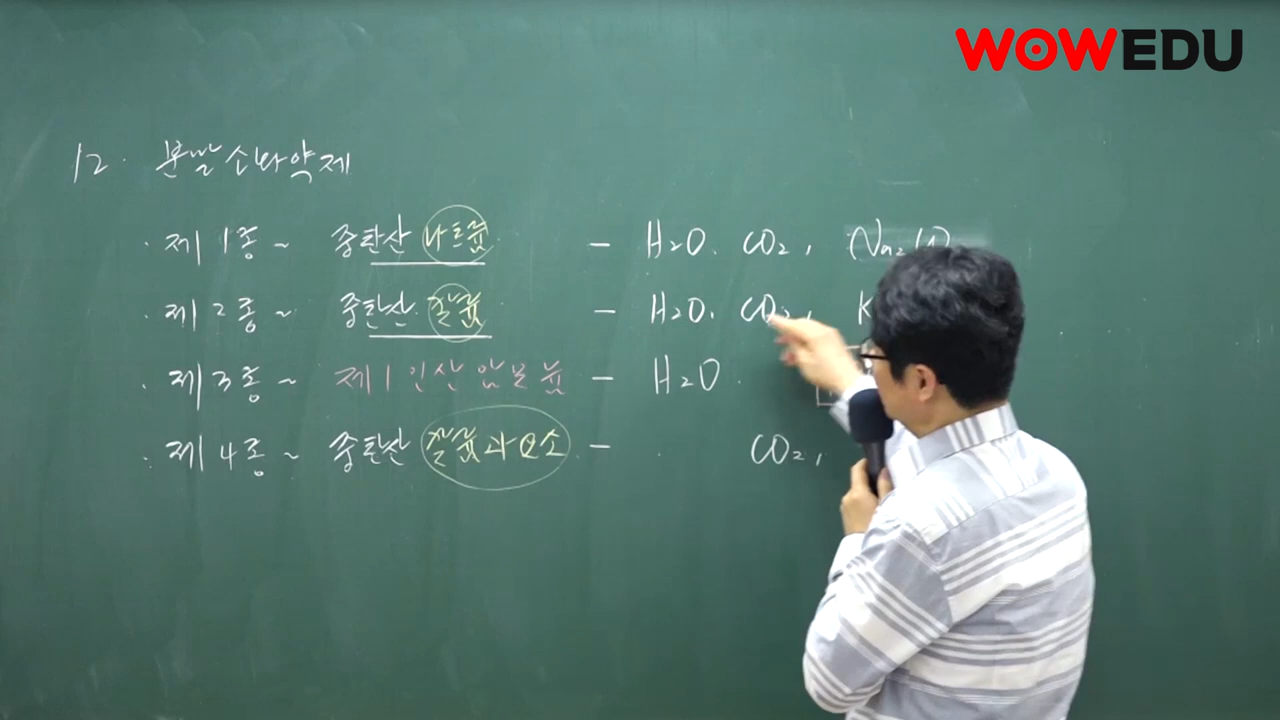 WOWEDU
12. 분말소화약제
· 제1종 ~ 중탄산 나트륨 - H2O. CO2, Na2CO
· 제2종 ~ 중탄산 칼륨 - H2O. CO2, K
· 제3종 ~ 제1인산암모늄 - H2O.
· 제4종 ~ 중탄산 칼륨과 요소 - CO2,